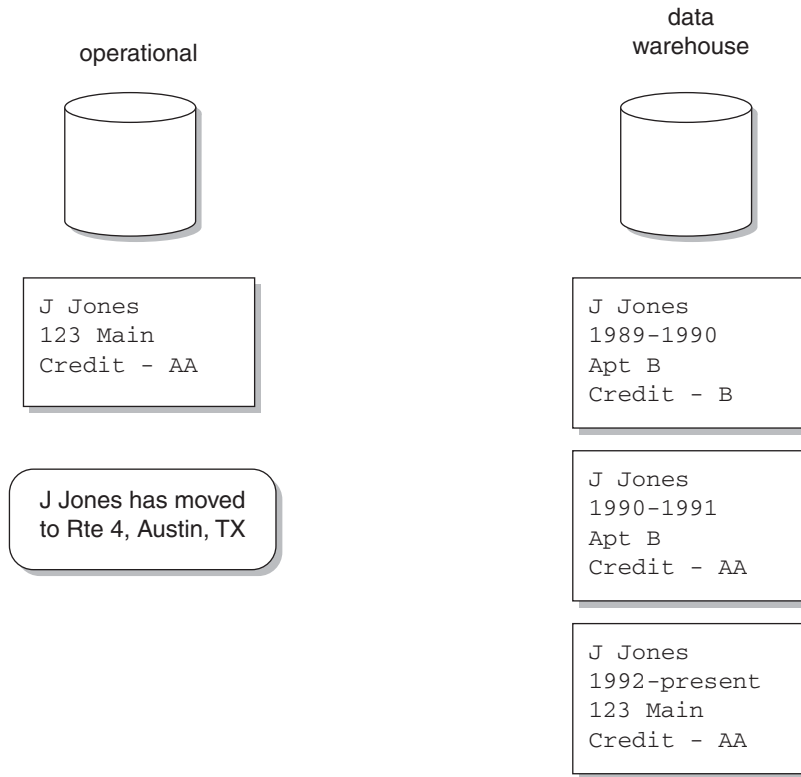 operational
J Jones
123 Main
Credit - AA
J Jones has moved
to Rte 4, Austin, TX
data
warehouse
J Jones
1989-1990
Apt B
Credit - B
J Jones
1990-1991
Apt B
Credit - AA
J Jones
1992-present
123 Main
Credit - AA